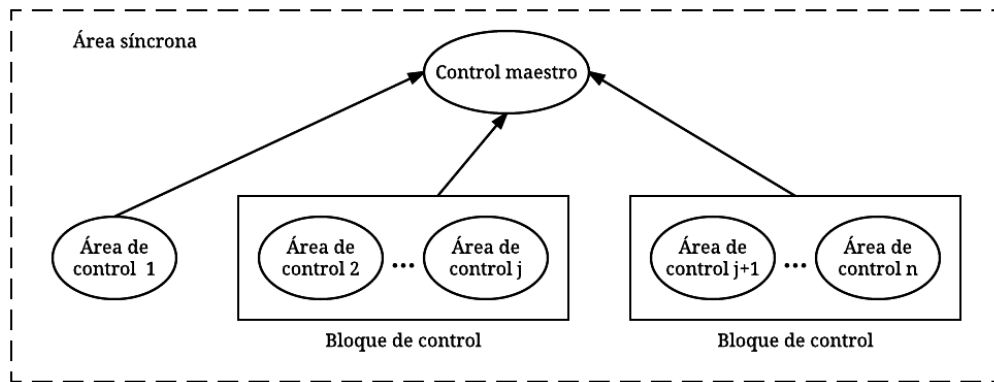 Área síncrona
Control maestro
Área de
control 1
Área de
control 2
...
Área de
control j
Área de
control j+1
...
Área de
control n
Bloque de control
Bloque de control